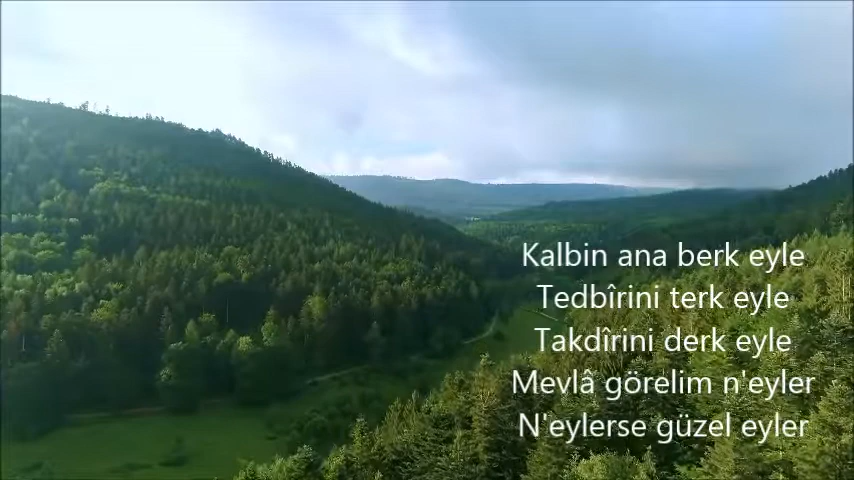 Kalbin ana berk eyle
Tedbîrini terk eyle
Takdîrini derk eyle
Mevlâ görelim n'eyler
N'eylerse güzel eyler